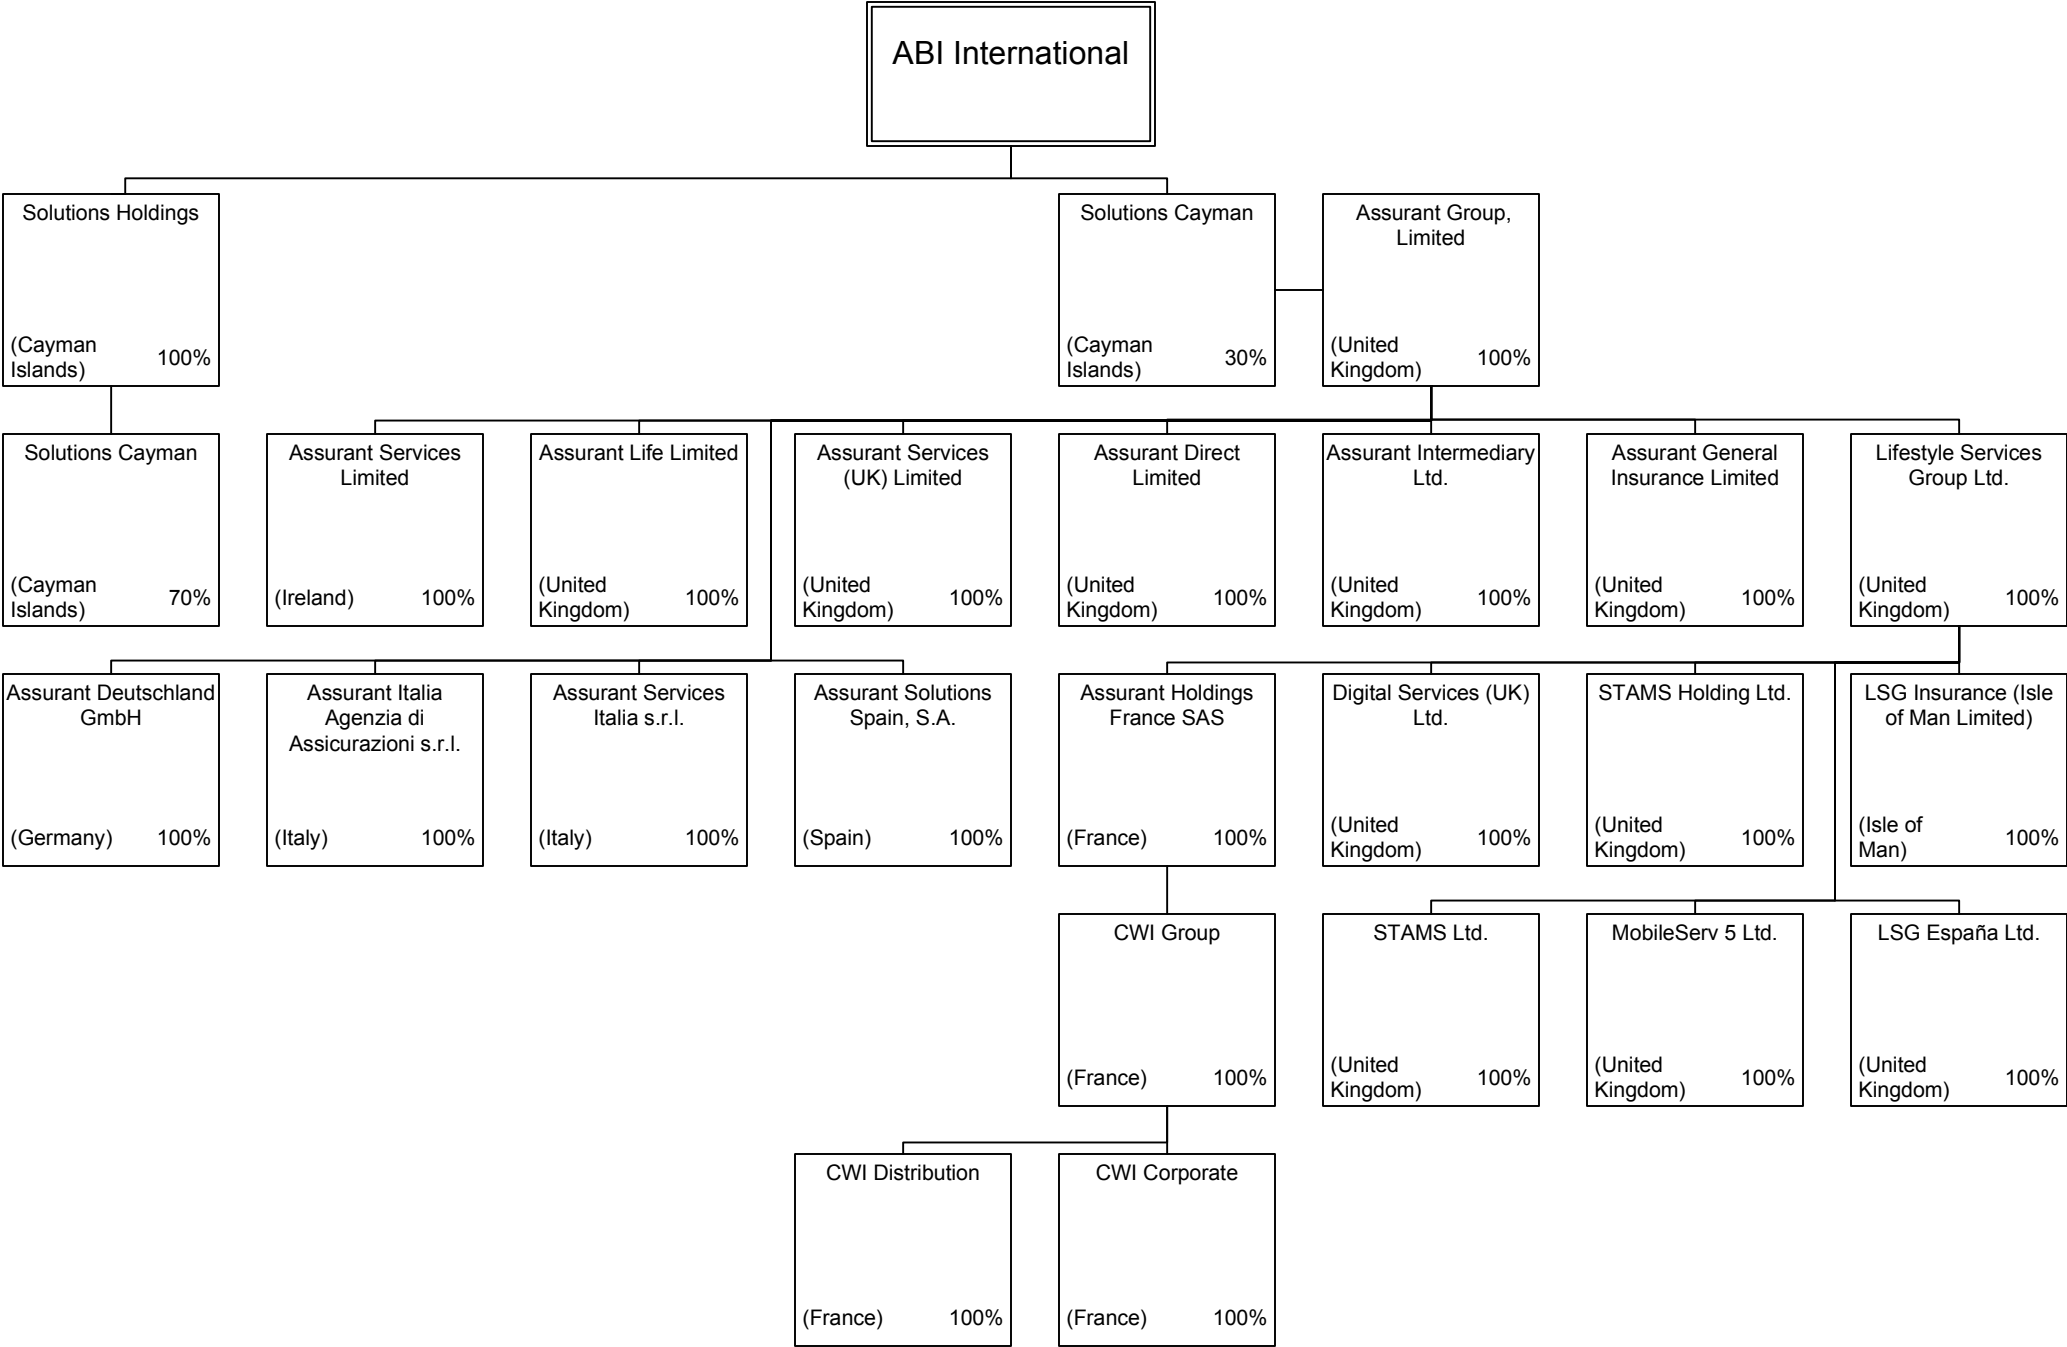 ABI International
Solutions Holdings
(Cayman
Islands)
100%
Solutions Cayman
(Cayman
Islands)
30%
Assurant Group,
Limited
(United
Kingdom)
100%
Solutions Cayman
(Cayman
Islands)
70%
Assurant Services
Limited
(Ireland)
100%
Assurant Life Limited
(United
Kingdom)
100%
Assurant Services
(UK) Limited
(United
Kingdom)
100%
Assurant Direct
Limited
(United
Kingdom)
100%
Assurant Intermediary
Ltd.
(United
Kingdom)
100%
Assurant General
Insurance Limited
(United
Kingdom)
100%
Lifestyle Services
Group Ltd.
(United
Kingdom)
100%
Assurant Deutschland
GmbH
(Germany)
100%
Assurant Italia
Agenzia di
Assicurazioni s.r.l.
(Italy)
100%
Assurant Services
Italia s.r.l.
(Italy)
100%
Assurant Solutions
Spain, S.A.
(Spain)
100%
Assurant Holdings
France SAS
(France)
100%
Digital Services (UK)
Ltd.
(United
Kingdom)
100%
STAMS Holding Ltd.
(United
Kingdom)
100%
LSG Insurance (Isle
of Man Limited)
(Isle of
Man)
100%
CWI Group
(France)
100%
STAMS Ltd.
(United
Kingdom)
100%
MobileServ 5 Ltd.
(United
Kingdom)
100%
LSG España Ltd.
(United
Kingdom)
100%
CWI Distribution
(France)
100%
CWI Corporate
(France)
100%